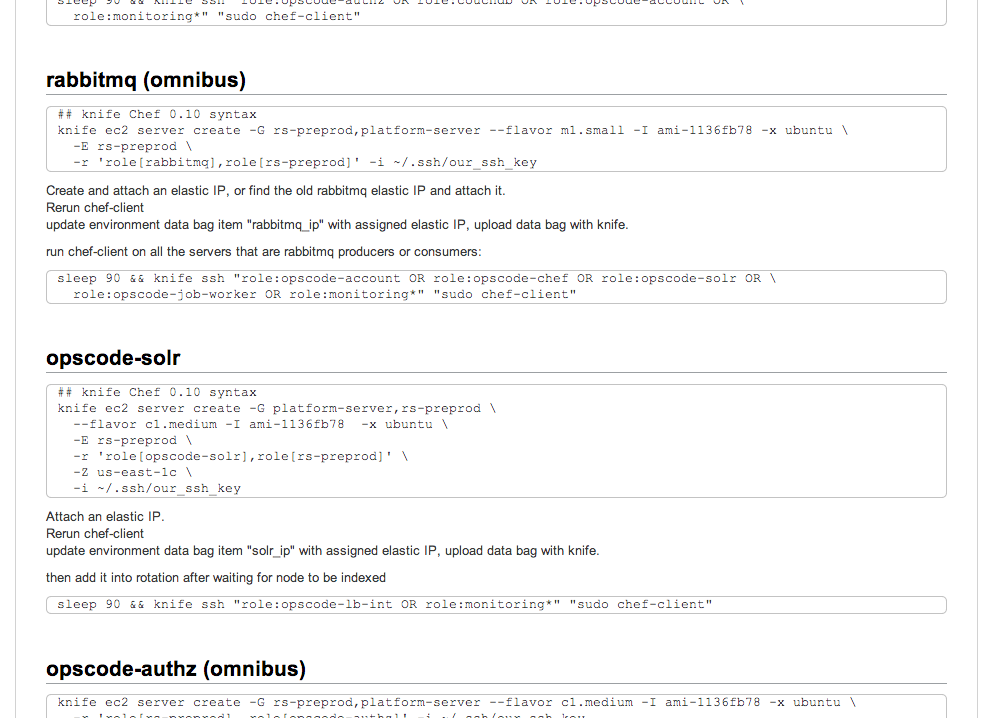 sleep 90 && knife ssh "role:opscode-authz OR role:couchdb OR role:opscode-account OR \
role:monitoring*" "sudo chef-client"
rabbitmq (omnibus)
## knife Chef 0.10 syntax
knife ec2 server create -G rs-preprod,platform-server --flavor m1.small -I ami-1136fb78 -x ubuntu \
-E rs-preprod \
-r 'role[rabbitmq],role[rs-preprod]' -i ~/.ssh/our_ssh_key
Create and attach an elastic IP, or find the old rabbitmq elastic IP and attach it.
Rerun chef-client
update environment data bag item "rabbitmq_ip" with assigned elastic IP, upload data bag with knife.
run chef-client on all the servers that are rabbitmq producers or consumers:
sleep 90 && knife ssh "role:opscode-account OR role:opscode-chef OR role:opscode-solr OR \
role:opscode-job-worker OR role:monitoring*" "sudo chef-client"
opscode-solr
## knife Chef 0.10 syntax
knife ec2 server create -G platform-server,rs-preprod \
--flavor c1.medium -I ami-1136fb78  -x ubuntu \
-E rs-preprod \
-r 'role[opscode-solr],role[rs-preprod]' \
-Z us-east-1c \
-i ~/.ssh/our_ssh_key
Attach an elastic IP.
Rerun chef-client
update environment data bag item "solr_ip" with assigned elastic IP, upload data bag with knife.
then add it into rotation after waiting for node to be indexed
sleep 90 && knife ssh "role:opscode-lb-int OR role:monitoring*" "sudo chef-client"
opscode-authz (omnibus)
knife ec2 server create -G rs-preprod,platform-server --flavor c1.medium -I ami-1136fb78 -x ubuntu \
-r 'role[rs-preprod], role[opscode-authz]' -i ~/.ssh/our_ssh_key